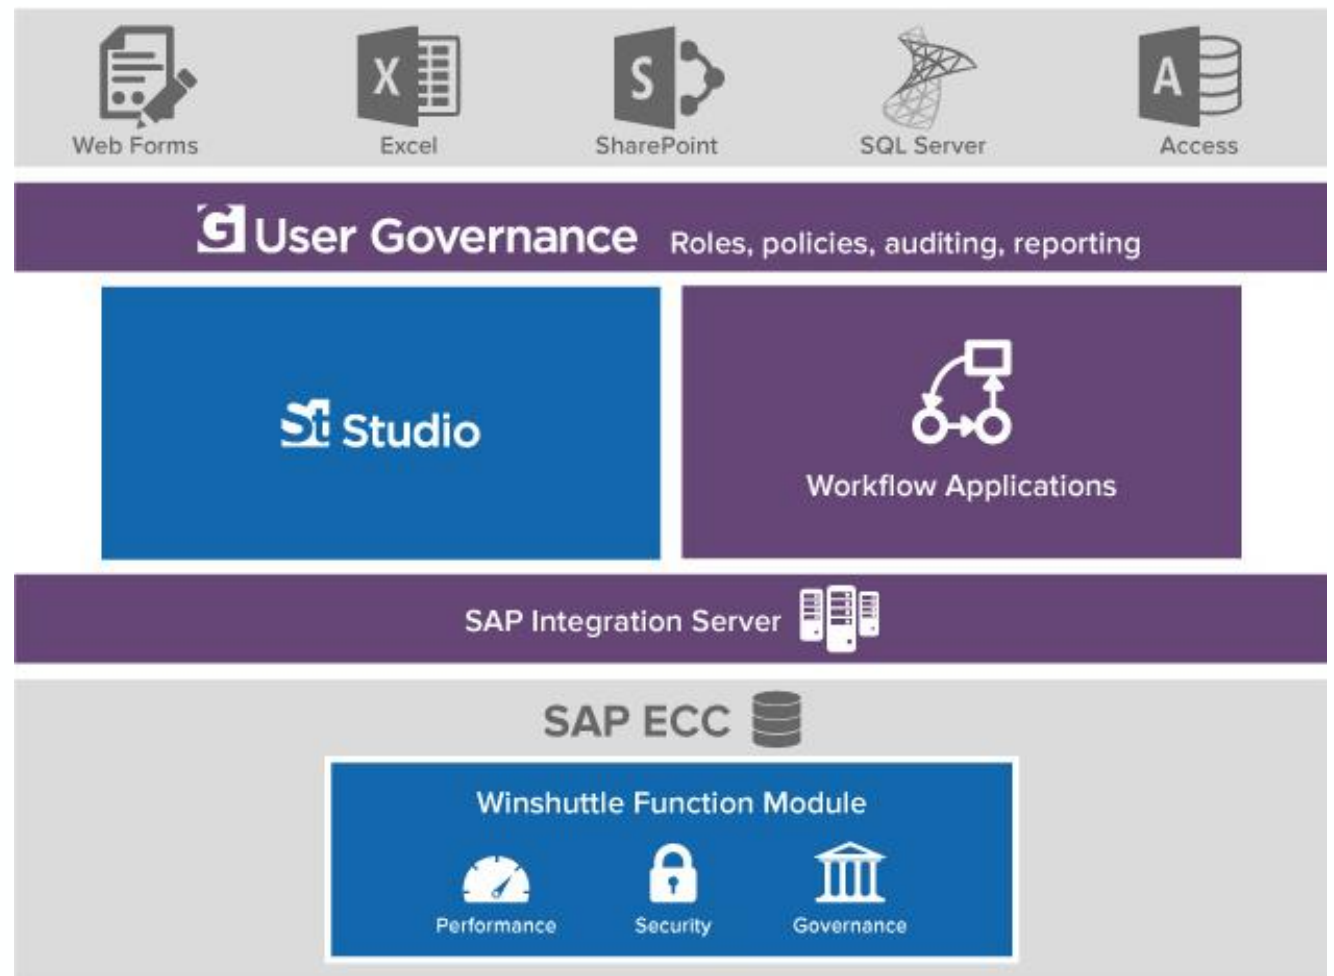 X
S
A
Web Forms
Excel
SharePoint
SQL Server
Access
G User Governance Roles, policies, auditing, reporting
St Studio
Workflow Applications
SAP Integration Server
SAP ECC
Winshuttle Function Module
Performance
Security
Governance